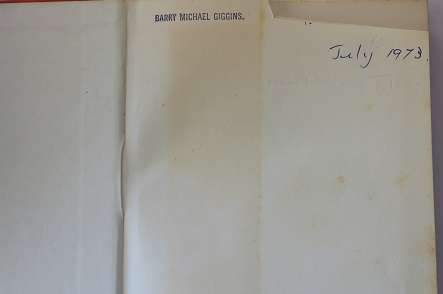 BARRY MICHAEL GIGGINS.
July 1973.